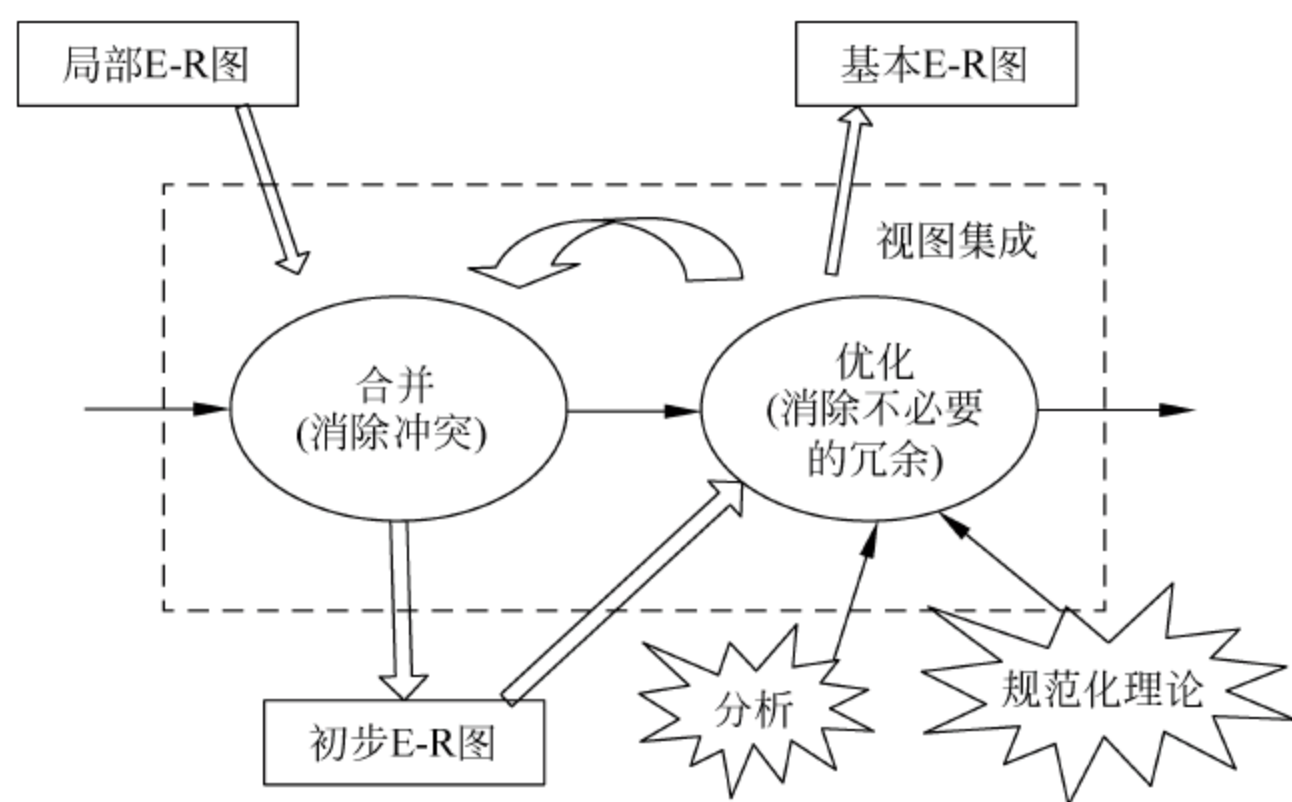 局部E-R图
基本E-R图
视图集成
合并
(消除冲突)
优化
(消除不必要
的冗余)
初步E-R图
分析
规范化理论